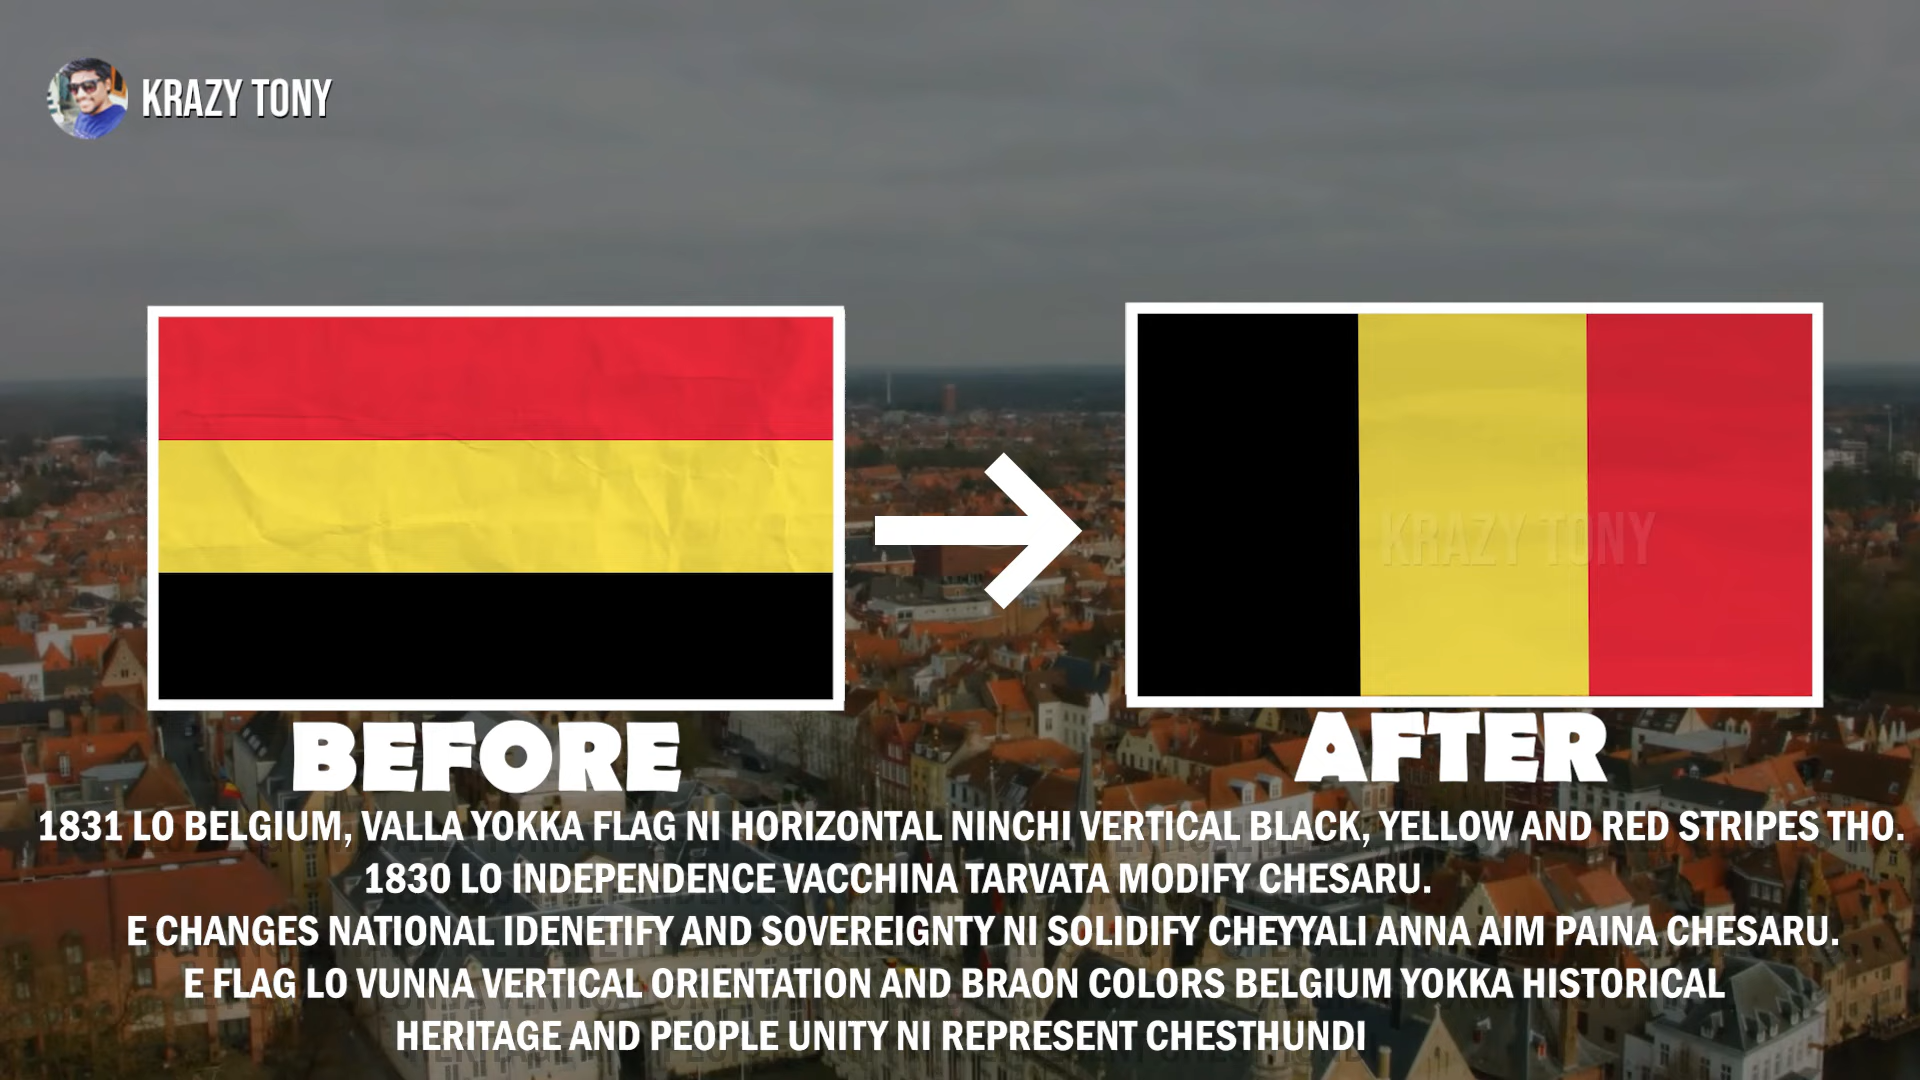 KRAZY TONY
KRAZY TONY
BEFORE
AFTER
1831 LO BELGIUM, VALLA YOKKA FLAG NI HORIZONTAL NINCHI VERTICAL BLACK, YELLOW AND RED STRIPES THO.
1830 LO INDEPENDENCE VACCHINA TARVATA MODIFY CHESARU.
E CHANGES NATIONAL IDENETIFY AND SOVEREIGNTY NI SOLIDIFY CHEYYALI ANNA AIM PAINA CHESARU.
E FLAG LO VUNNA VERTICAL ORIENTATION AND BRAON COLORS BELGIUM YOKKA HISTORICAL
HERITAGE AND PEOPLE UNITY NI REPRESENT CHESTHUNDI